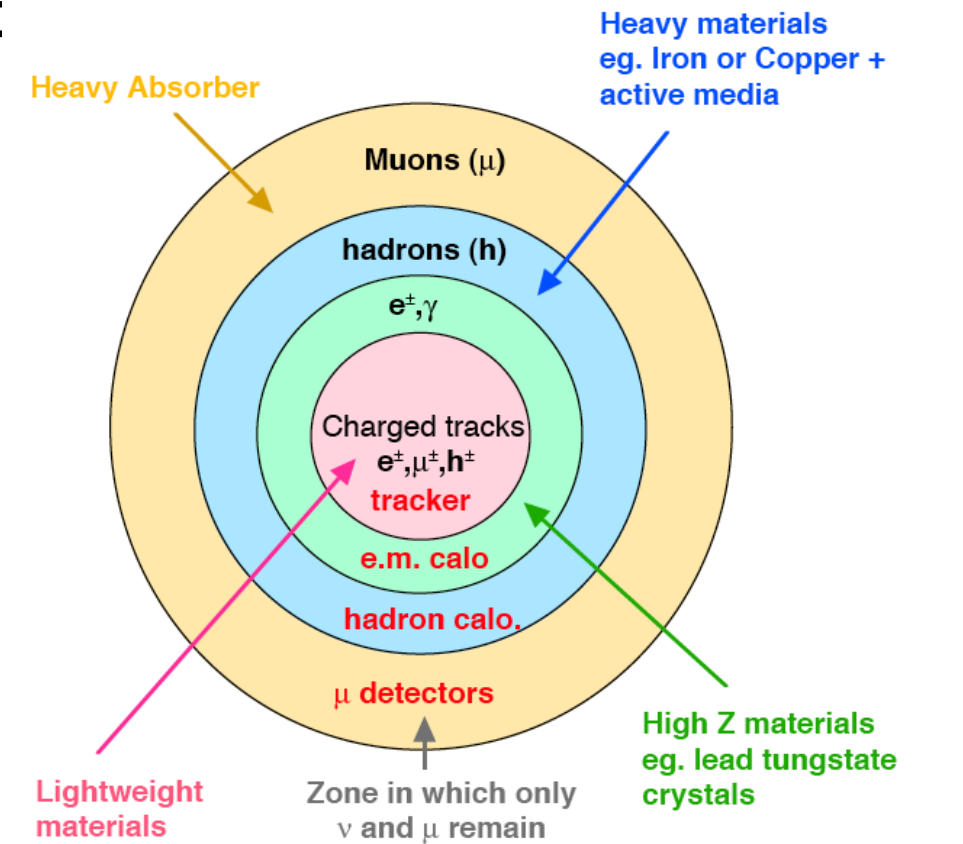 Heavy materials
eg. Iron or Copper +
active media
Heavy Absorber
Muons (μ)
hadrons (h)
e±,γ
Charged tracks
e±,μ±,h±
tracker
e.m. calo
hadron calo.
μ detectors
High Z materials
eg. lead tungstate
crystals
Lightweight
materials
Zone in which only
ν and μ remain